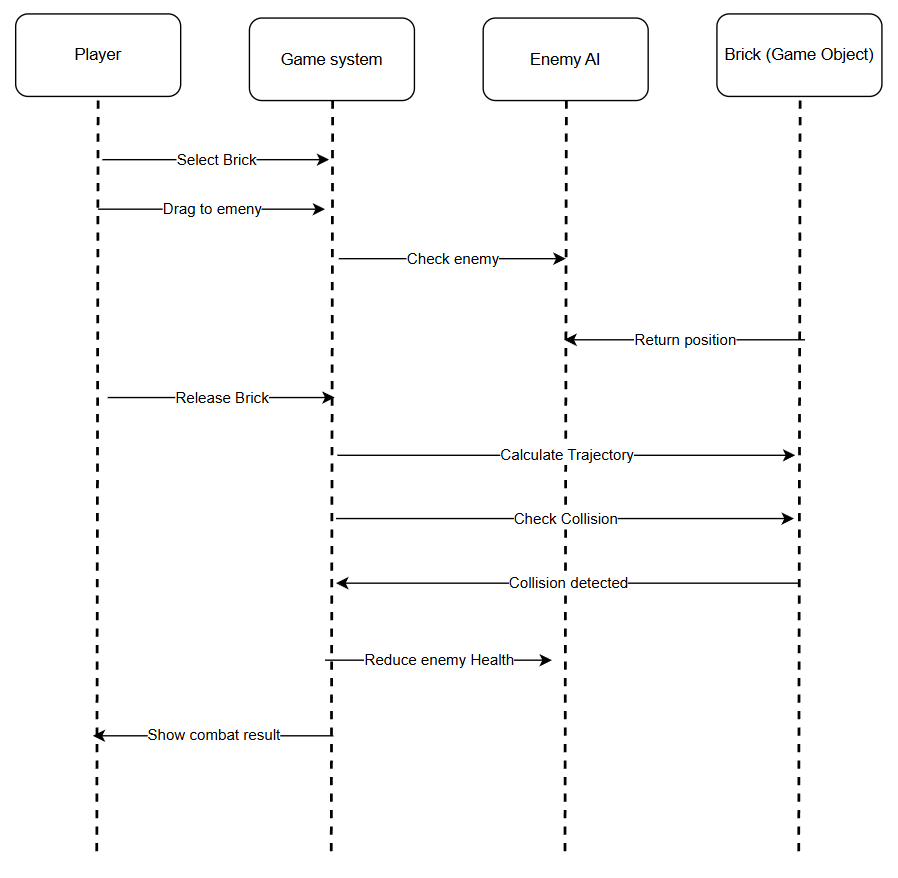 Player
Game system
Enemy AI
Brick (Game Object)
Select Brick
Drag to emeny
Check enemy
Return position
Release Brick
Calculate Trajectory
Check Collision
Collision detected
Reduce enemy Health
Show combat result